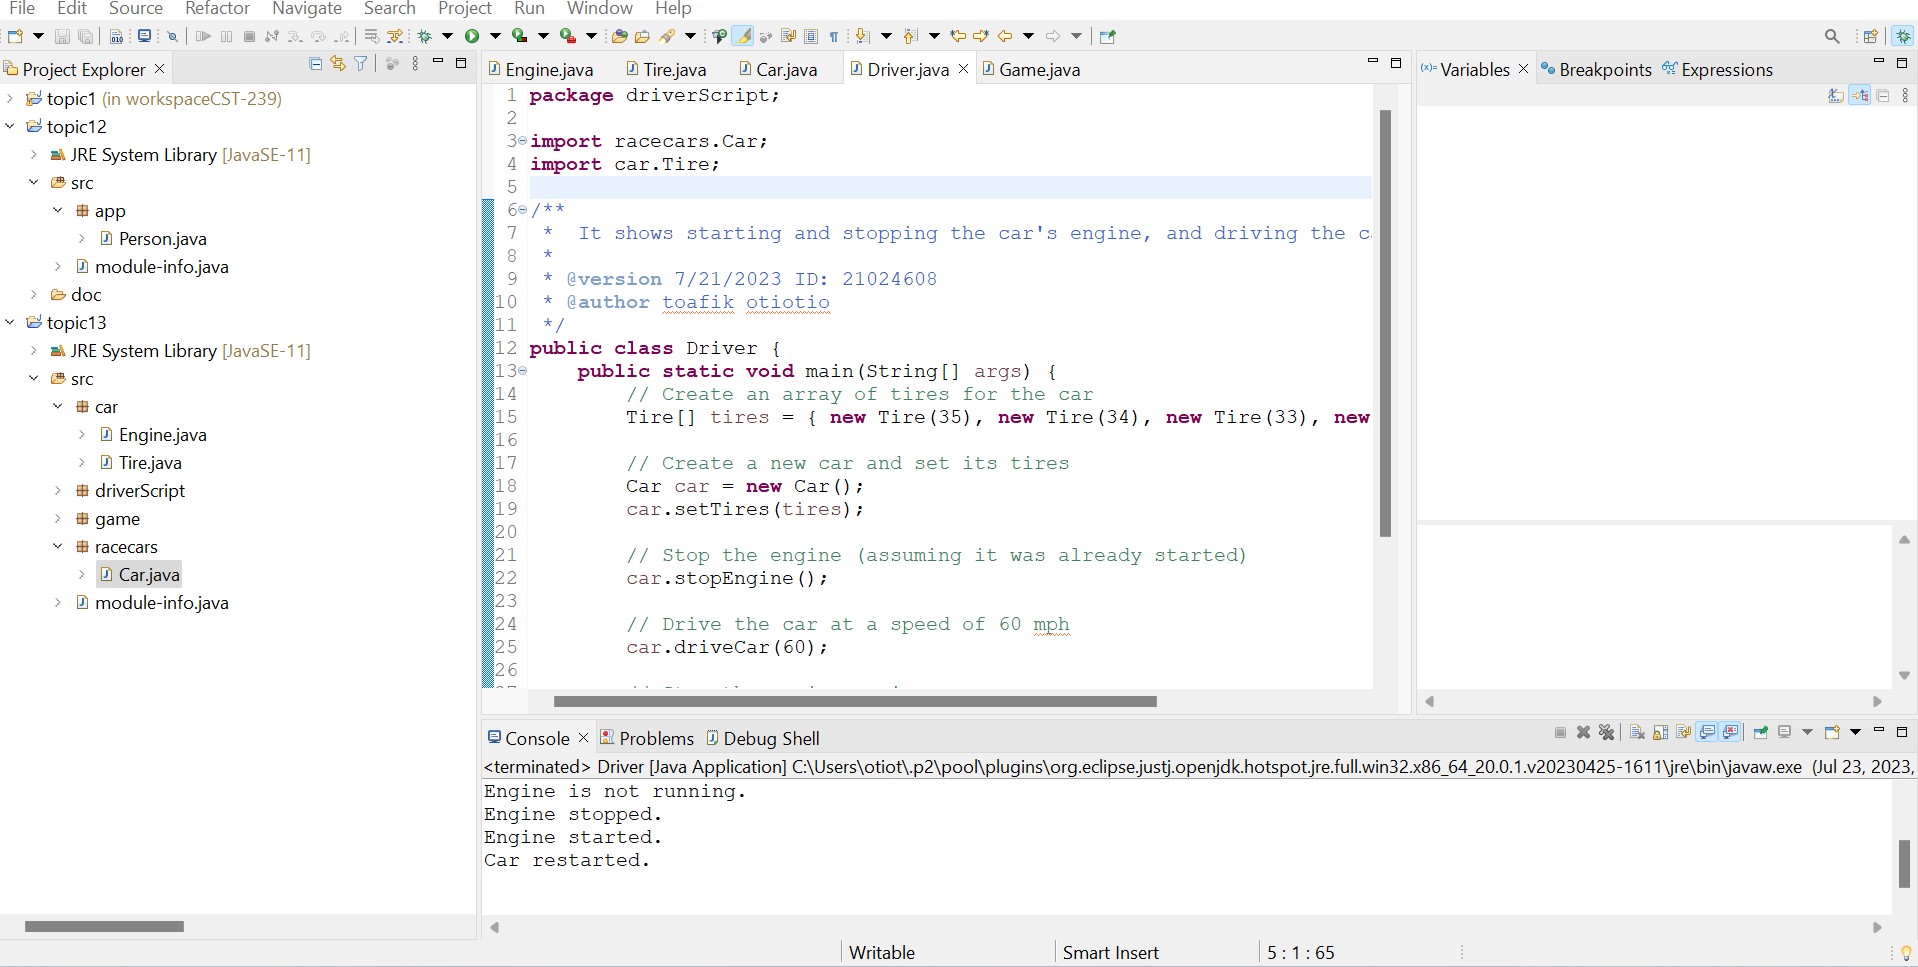 File Edit Source Refactor Navigate Search Project Run Window Help
Project Explorer
topic1 (in workspaceCST-239)
topic12
JRE System Library [JavaSE-11]
src
app
Person.java
module-info.java
doc
topic13
JRE System Library [JavaSE-11]
src
car
Engine.java
Tire.java
driverScript
game
racecars
Car.java
module-info.java
Engine.java Tire.java Car.java Driver.java Game.java
1 package driverScript;
2
3 import racecars.Car;
4 import car.Tire;
5
6 /**
7 * It shows starting and stopping the car's engine, and driving the c
8 *
9 * @version 7/21/2023 ID: 21024608
10 * @author toafik otiotio
11 */
12 public class Driver {
13 public static void main(String[] args) {
14 // Create an array of tires for the car
15 Tire[] tires = { new Tire(35), new Tire(34), new Tire(33), new
16
17 // Create a new car and set its tires
18 Car car = new Car();
19 car.setTires(tires);
20
21 // Stop the engine (assuming it was already started)
22 car.stopEngine();
23
24 // Drive the car at a speed of 60 mph
25 car.driveCar(60);
26
(x)= Variables Breakpoints Expressions
Console Problems Debug Shell
<terminated> Driver [Java Application] C:\Users\otiot\.p2\pool\plugins\org.eclipse.justj.openjdk.hotspot.jre.full.win32.x86_64_20.0.1.v20230425-1611\jre\bin\javaw.exe (Jul 23, 2023,
Engine is not running.
Engine stopped.
Engine started.
Car restarted.
Writable Smart Insert 5 : 1 : 65